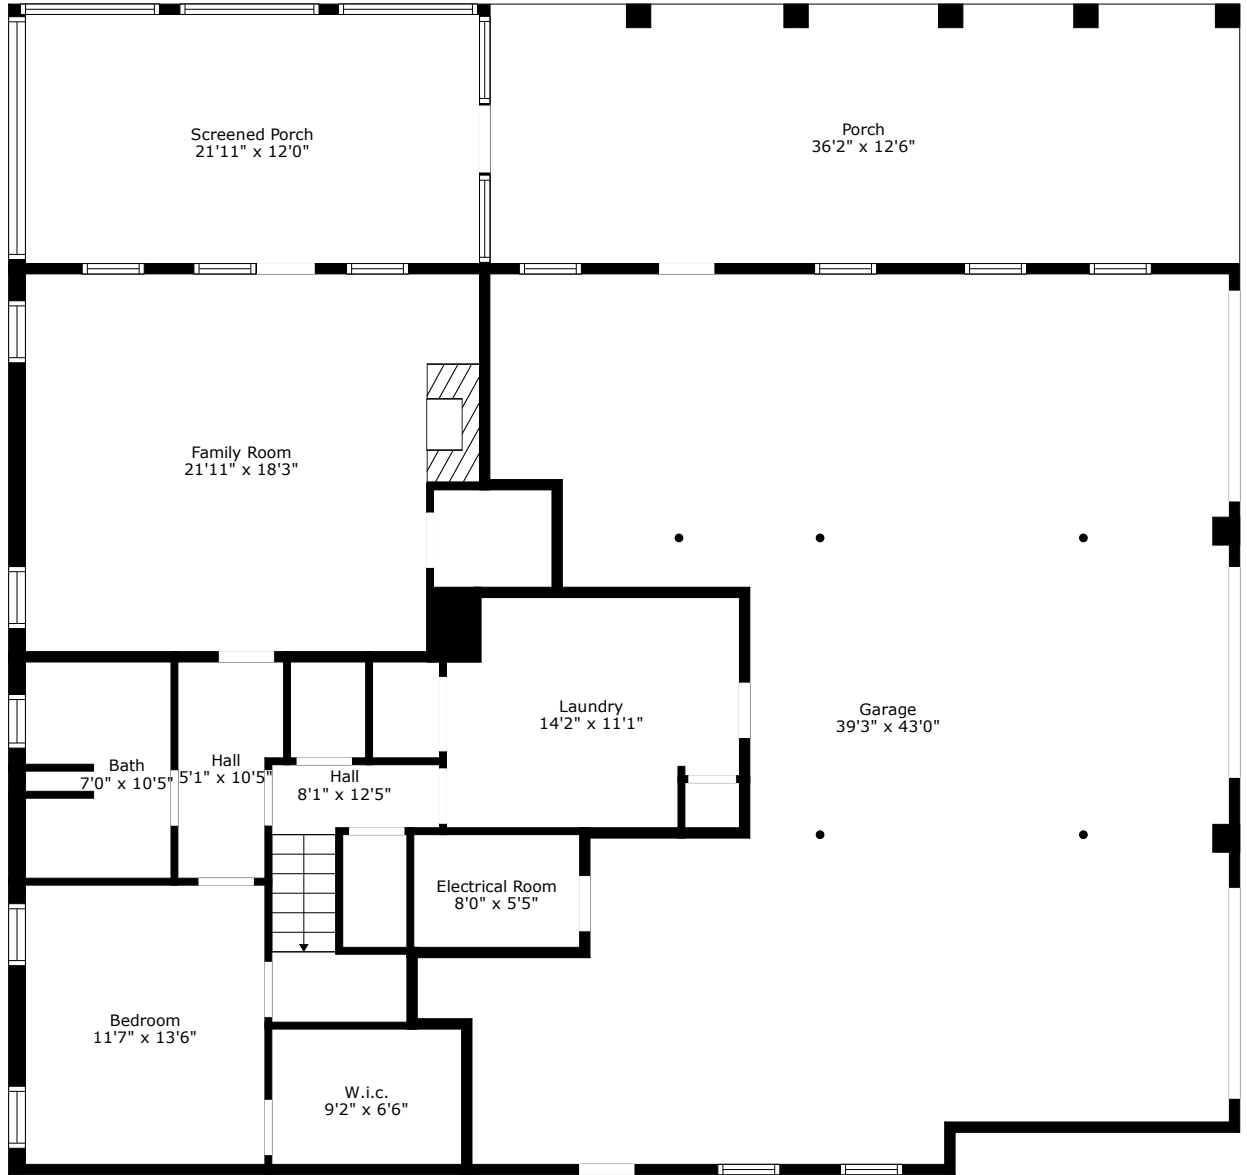 Screened Porch
21'11" x 12'0"
Porch
36'2" x 12'6"
Family Room
21'11" x 18'3"
Laundry
14'2" x 11'1"
Garage
39'3" x 43'0"
Bath
7'0" x 10'5"
Hall
5'1" x 10'5"
Hall
8'1" x 12'5"
Electrical Room
8'0" x 5'5"
Bedroom
11'7" x 13'6"
W.i.c.
9'2" x 6'6"